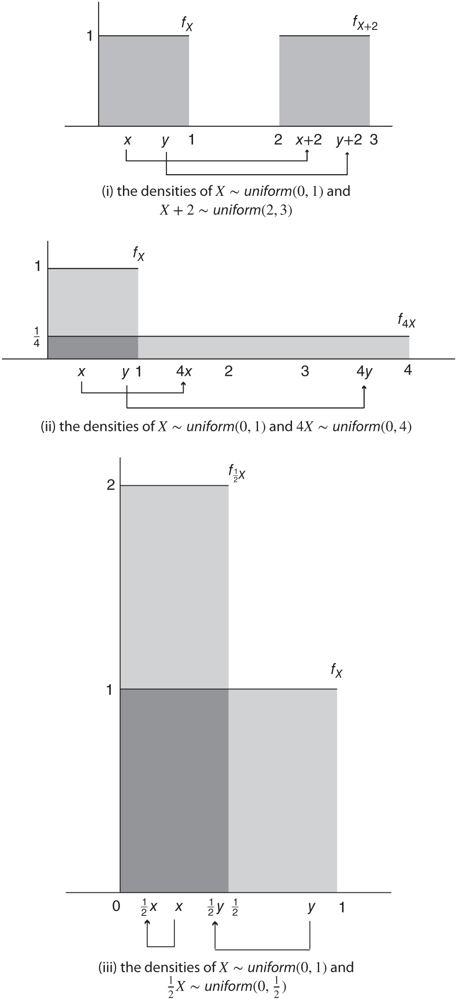 f_X f_{X+2}
1
x y 1 2 x+2 y+2 3
(i) the densities of X ∼ uniform(0, 1) and
X + 2 ∼ uniform(2, 3)
f_X
1
f_{4X}
1/4
x y 1 4x 2 3 4y 4
(ii) the densities of X ∼ uniform(0, 1) and 4X ∼ uniform(0, 4)
f_{1/2 X}
2
f_X
1
0 1/2 x x 1/2 y 1/2 y 1
(iii) the densities of X ∼ uniform(0, 1) and
1/2 X ∼ uniform(0, 1/2)